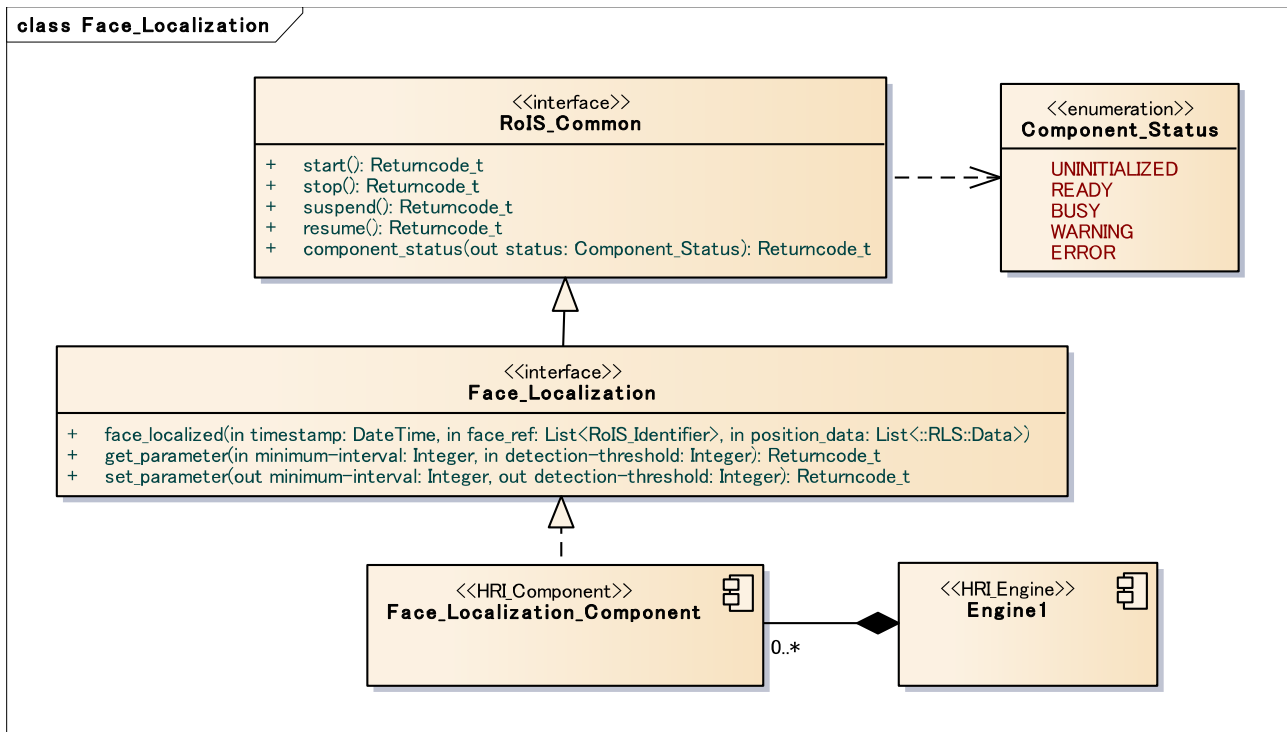 class Face_Localization
<<interface>>
RoIS_Common
+ start(): Returncode_t
+ stop(): Returncode_t
+ suspend(): Returncode_t
+ resume(): Returncode_t
+ component_status(out status: Component_Status): Returncode_t
<<enumeration>>
Component_Status
UNINITIALIZED
READY
BUSY
WARNING
ERROR
<<interface>>
Face_Localization
+ face_localized(in timestamp: DateTime, in face_ref: List<RoIS_Identifier>, in position_data: List<::RLS::Data>)
+ get_parameter(in minimum-interval: Integer, in detection-threshold: Integer): Returncode_t
+ set_parameter(out minimum-interval: Integer, out detection-threshold: Integer): Returncode_t
<<HRI_Component>>
Face_Localization_Component
0..*
<<HRI_Engine>>
Engine1